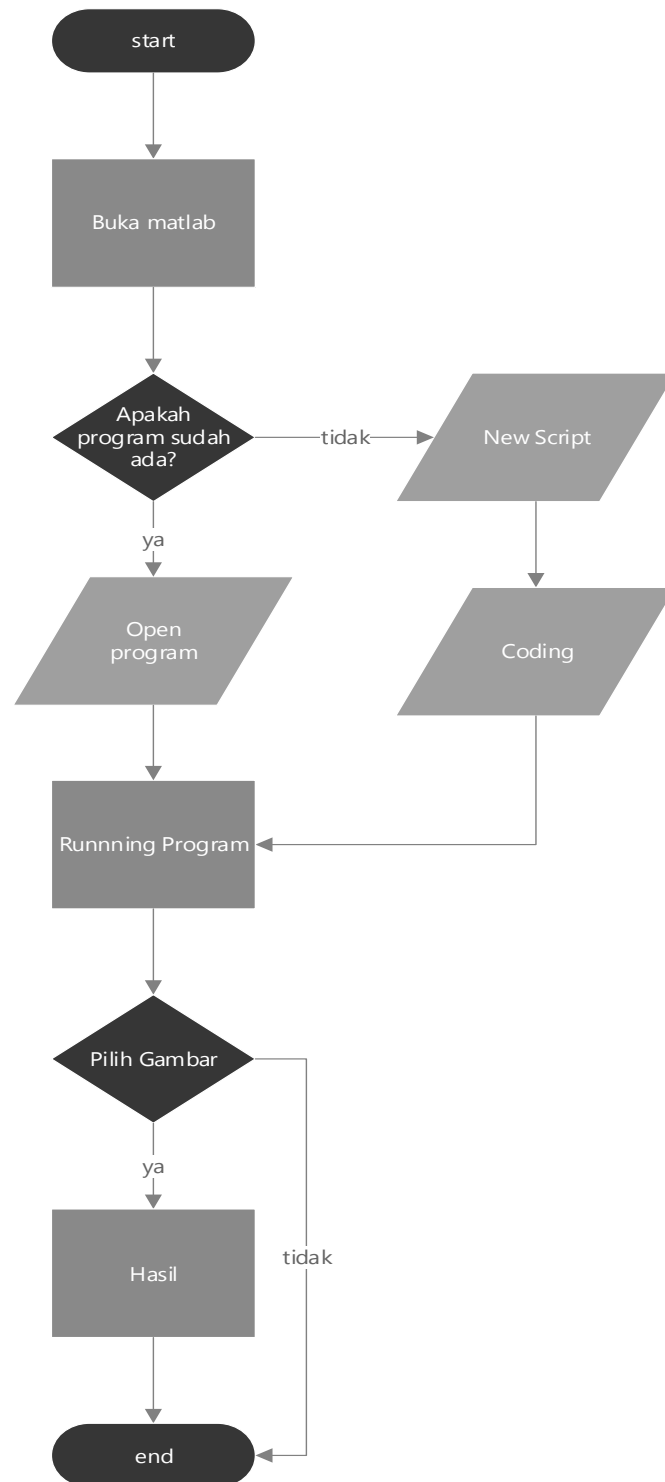 start
Buka matlab
Apakah
program sudah
ada?
tidak
New Script
ya
Open
program
Coding
Runnning Program
Pilih Gambar
ya
Hasil
tidak
end